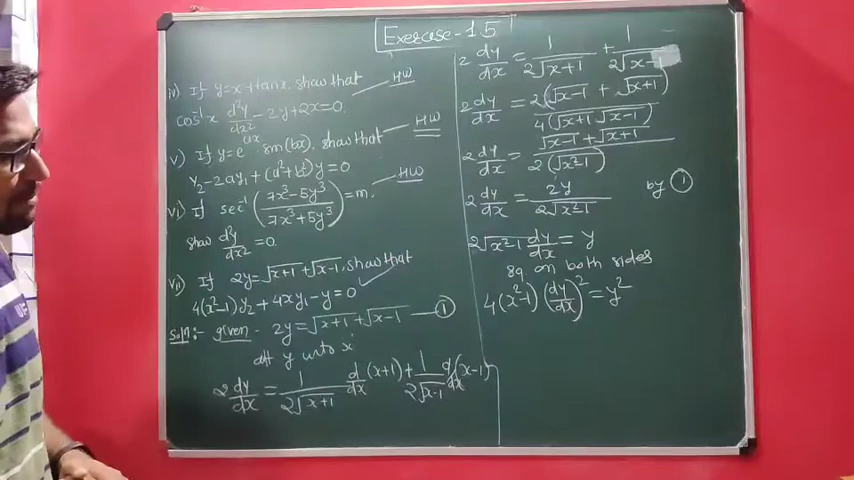 Exercise - 1.5
iv) If y=x+tanx, show that HW
cos⁻¹x d²y/dx² - 2y+2x=0.
v) If y=e^ax sin(bx), show that HW
y₂-2ay₁+(a²+b²)y=0
vi) If sec⁻¹(7x³-5y³/7x³+5y³)=m. HW
show d²y/dx²=0.
vii) If 2y=√x+1+√x-1, show that
4(x²-1)y₂+4xy₁-y=0
Solⁿ:- given - 2y=√x+1+√x-1 — ①
diff y w.r.to x
2 dy/dx = 1/2√x+1 d/dx(x+1)+1/2√x-1 d/dx(x-1)
2 dy/dx = 1/2√x+1 + 1/2√x-1
2 dy/dx = 2(√x-1 + √x+1)/4(√x+1 √x-1)
2 dy/dx = √x-1+√x+1/2(√x²-1)
2 dy/dx = 2y/2√x²-1 by ①
2√x²-1 dy/dx = y
sq on both sides
4(x²-1)(dy/dx)²=y²